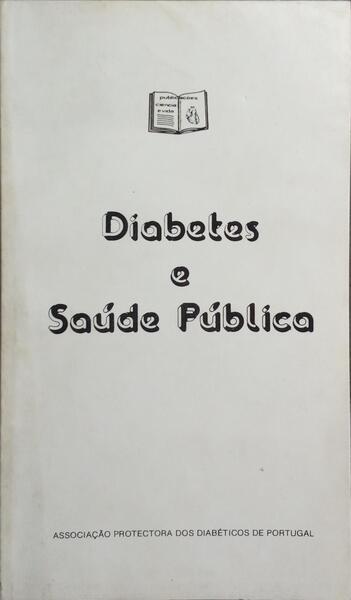 publicações
ciência
e vida
Diabetes
e
Saúde Pública
ASSOCIAÇÃO PROTECTORA DOS DIABÉTICOS DE PORTUGAL